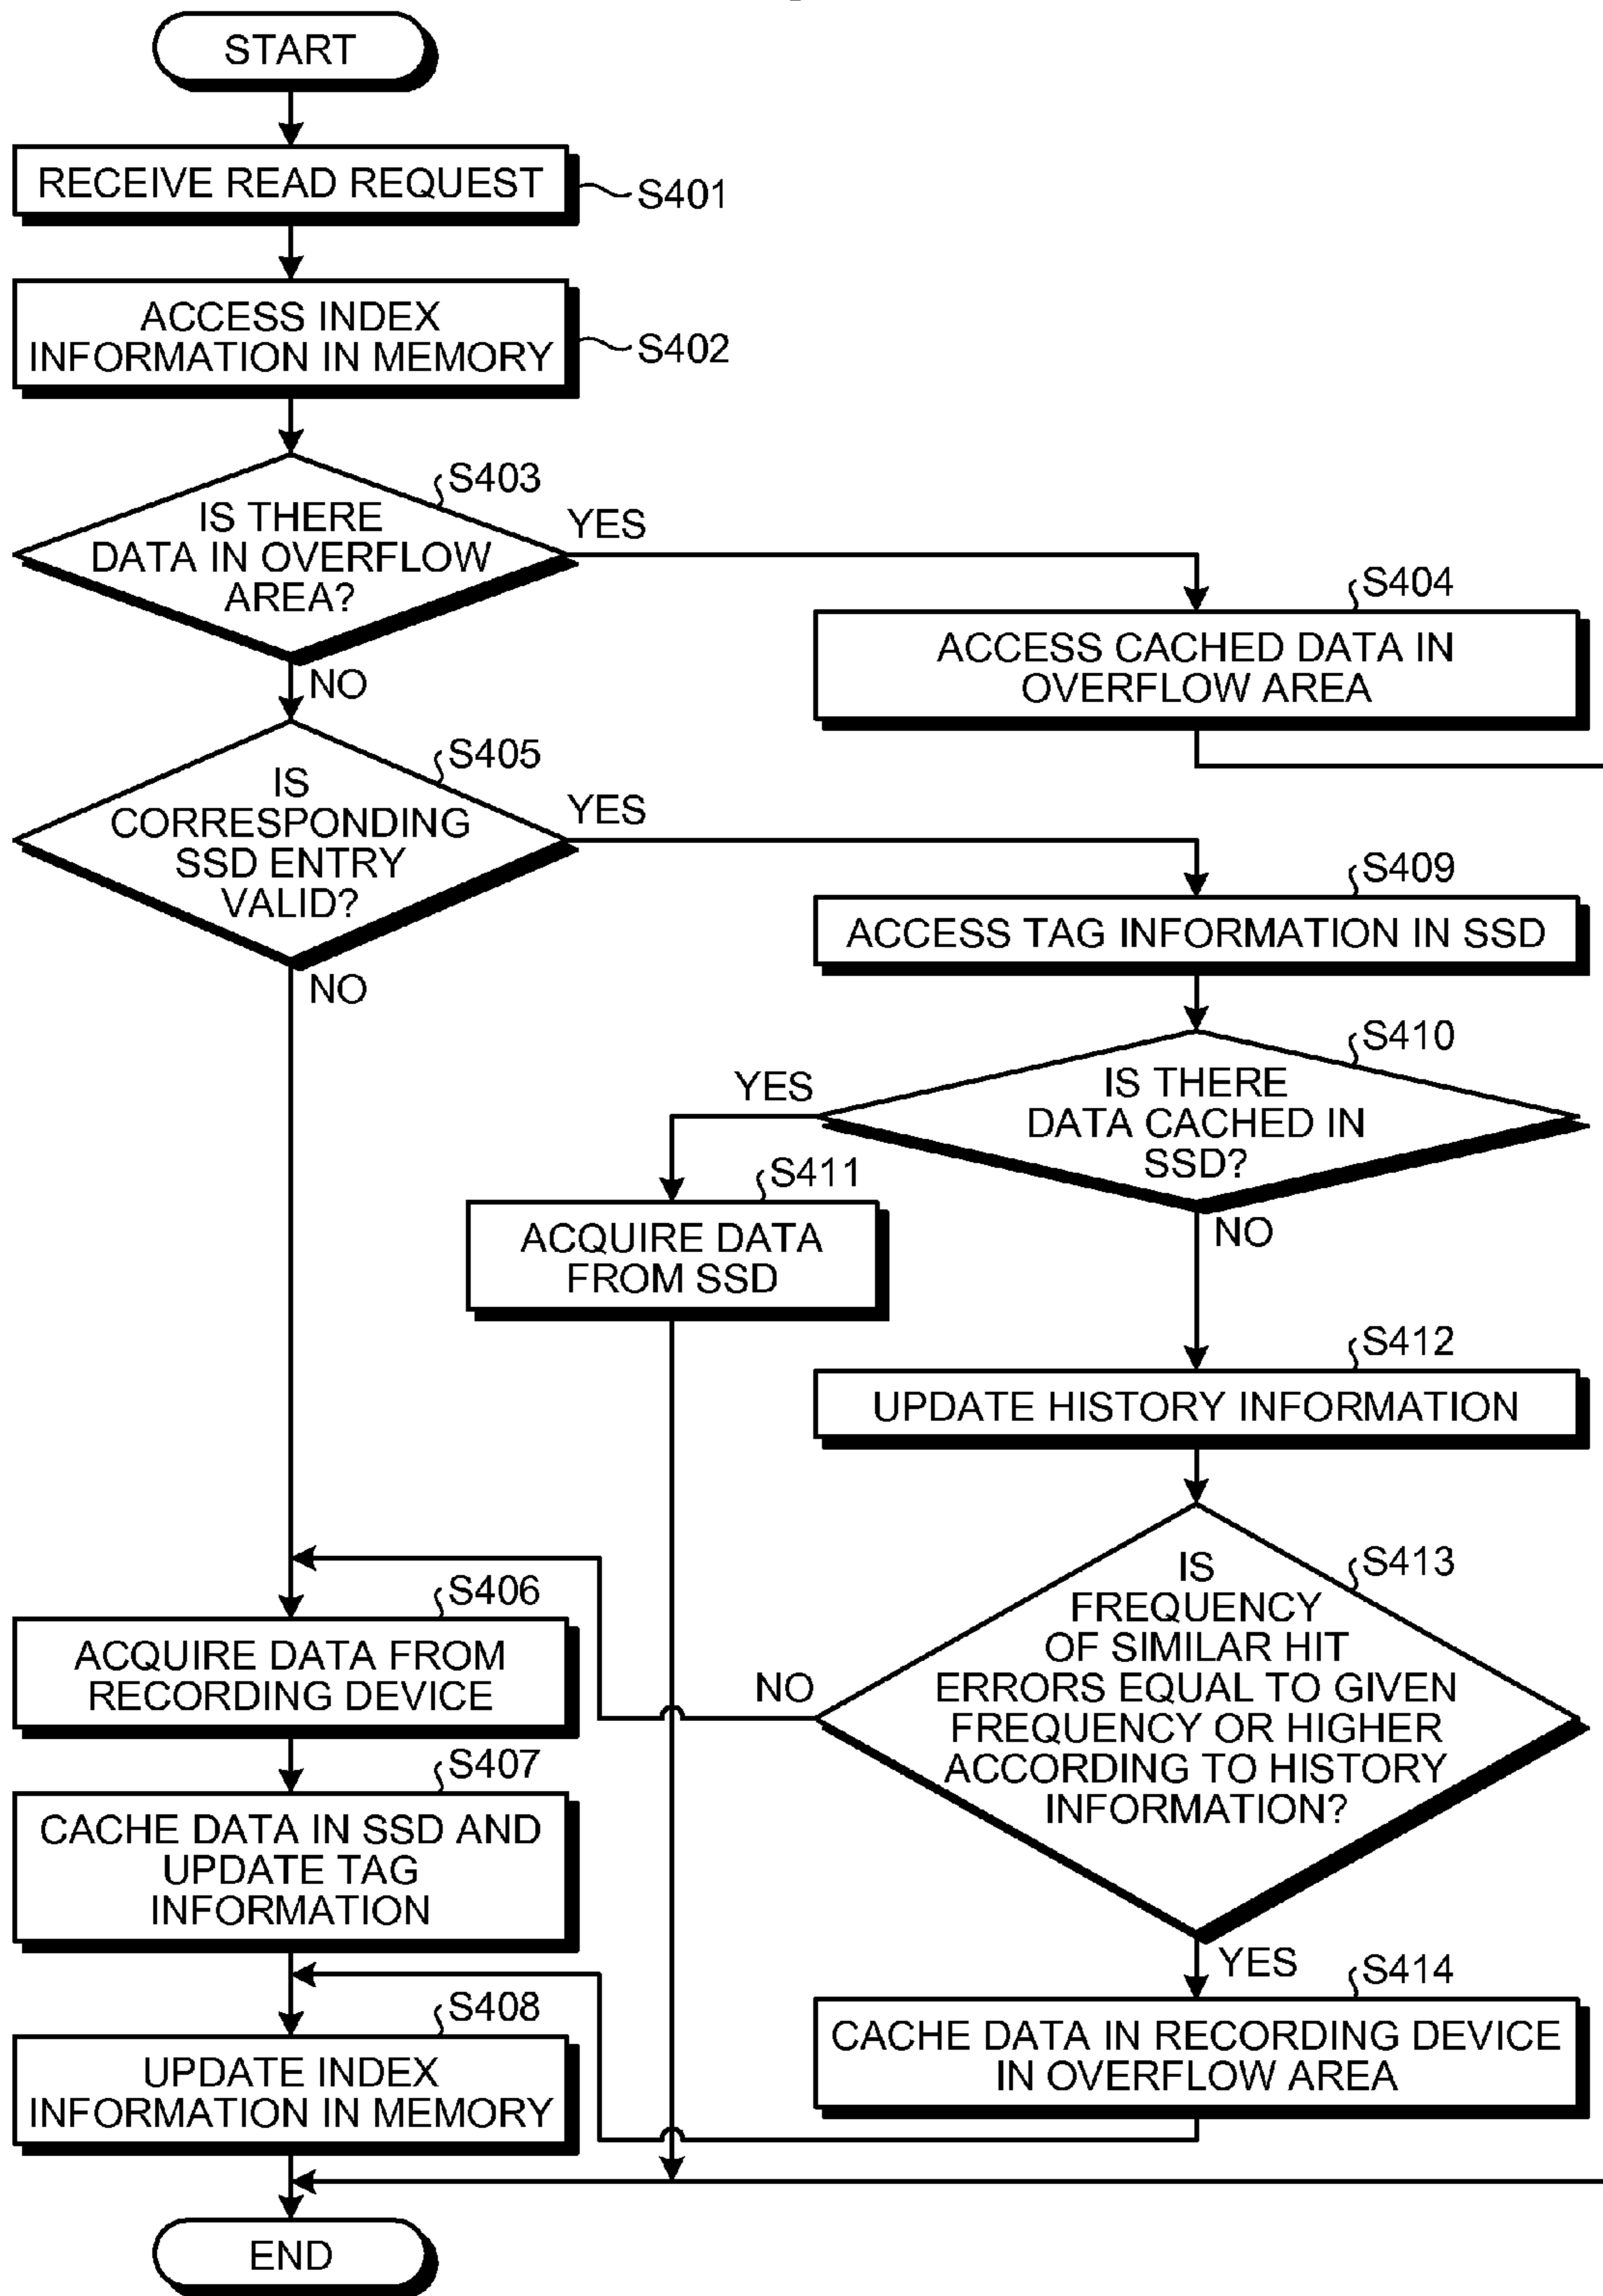 START
RECEIVE READ REQUEST
S401
ACCESS INDEX
INFORMATION IN MEMORY
S402
S403
IS THERE
DATA IN OVERFLOW
AREA?
YES
NO
S404
ACCESS CACHED DATA IN
OVERFLOW AREA
S405
IS
CORRESPONDING
SSD ENTRY
VALID?
YES
NO
S409
ACCESS TAG INFORMATION IN SSD
S410
IS THERE
DATA CACHED IN
SSD?
YES
NO
S411
ACQUIRE DATA
FROM SSD
S412
UPDATE HISTORY INFORMATION
S413
IS
FREQUENCY
OF SIMILAR HIT
ERRORS EQUAL TO GIVEN
FREQUENCY OR HIGHER
ACCORDING TO HISTORY
INFORMATION?
NO
YES
S406
ACQUIRE DATA FROM
RECORDING DEVICE
S407
CACHE DATA IN SSD AND
UPDATE TAG
INFORMATION
S414
CACHE DATA IN RECORDING DEVICE
IN OVERFLOW AREA
S408
UPDATE INDEX
INFORMATION IN MEMORY
END